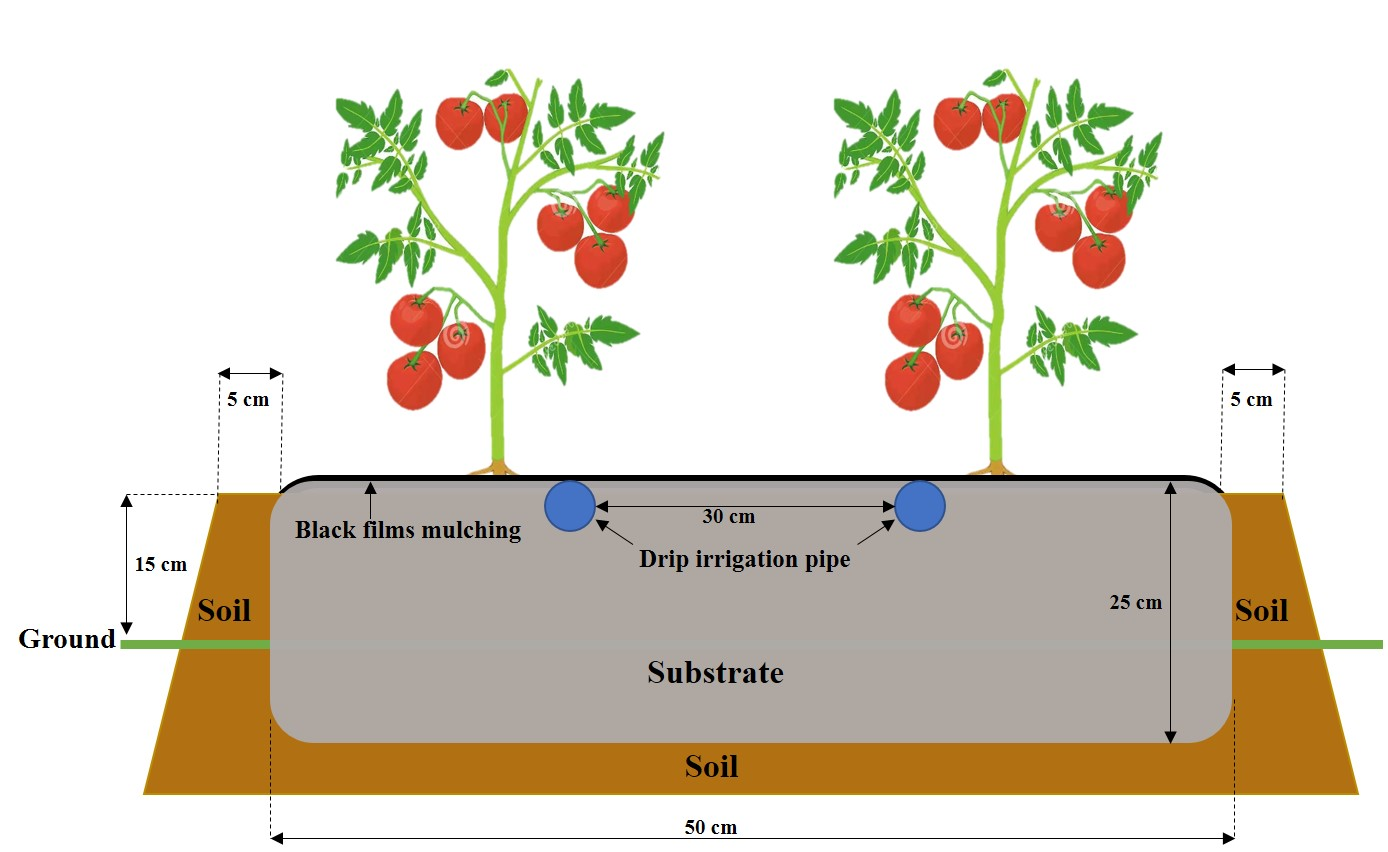 5 cm
5 cm
Black films mulching
30 cm
Drip irrigation pipe
15 cm
25 cm
Soil
Soil
Ground
Substrate
Soil
50 cm